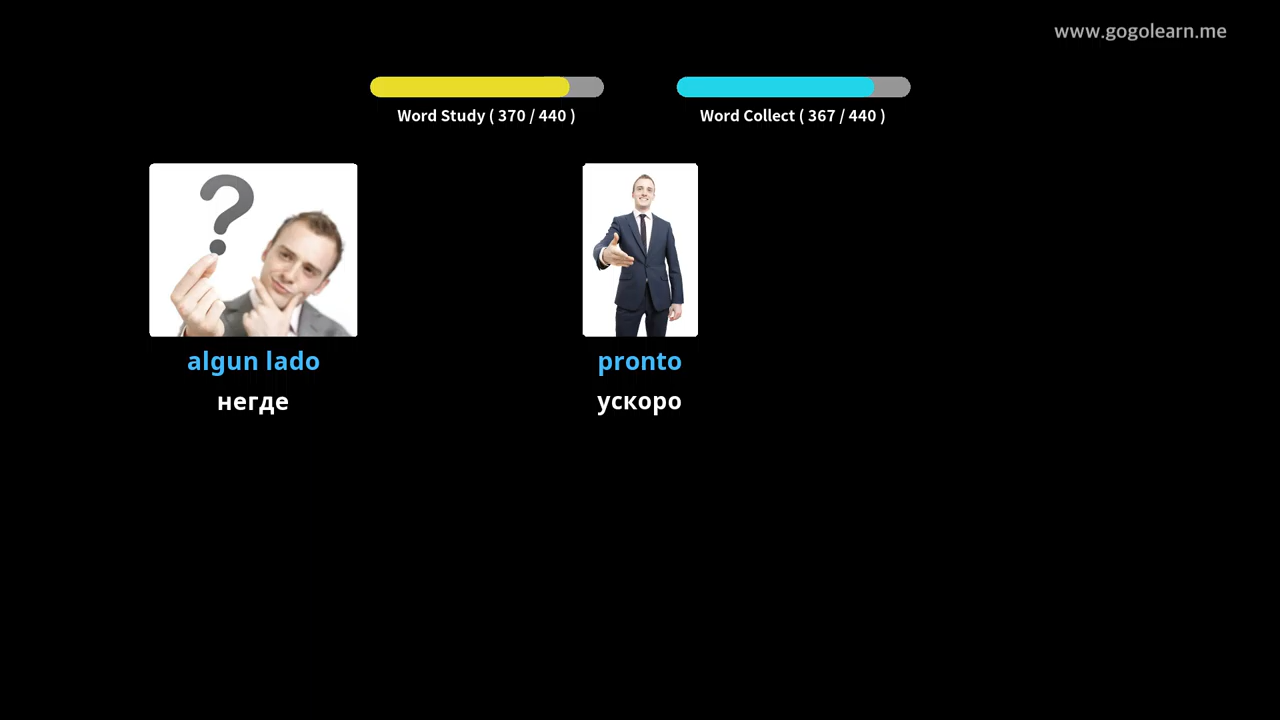 www.gogolearn.me
Word Study ( 370 / 440 )
Word Collect ( 367 / 440 )
algun lado
pronto
негде
ускоро